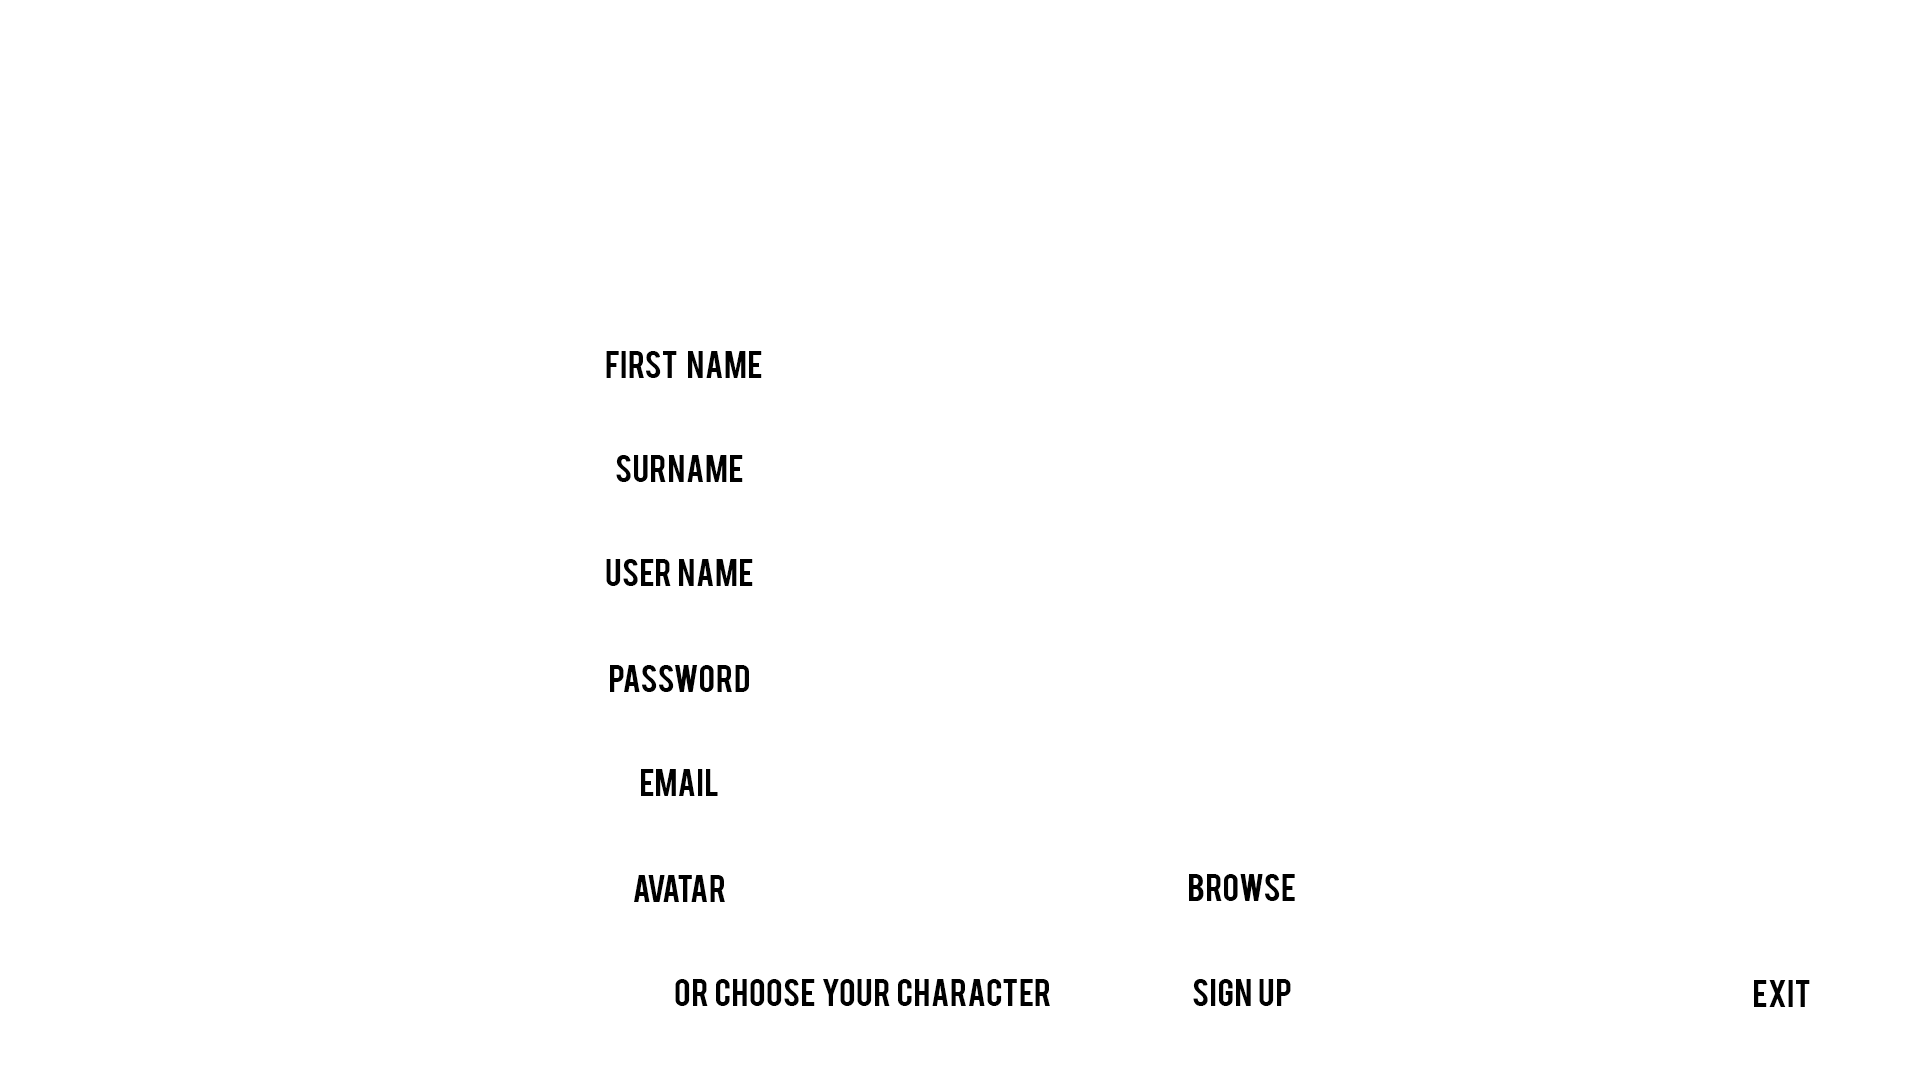 FIRST NAME
SURNAME
USER NAME
PASSWORD
EMAIL
AVATAR BROWSE
OR CHOOSE YOUR CHARACTER SIGN UP EXIT